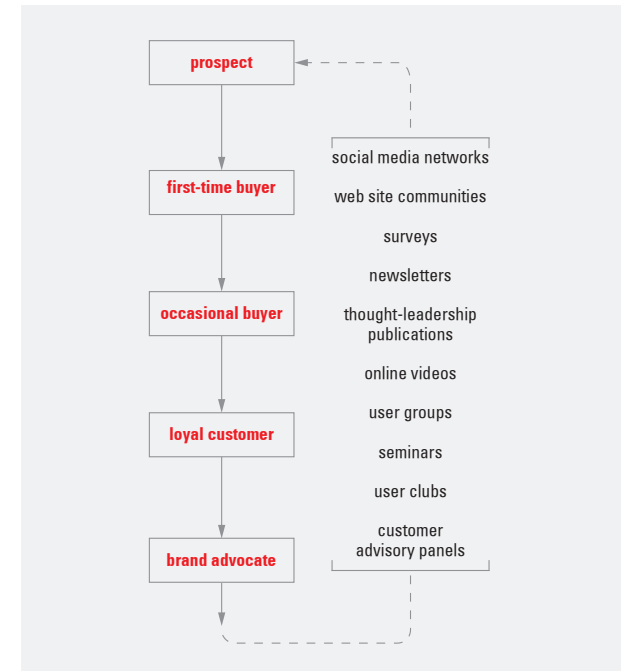 prospect
first-time buyer
occasional buyer
loyal customer
brand advocate
social media networks
web site communities
surveys
newsletters
thought-leadership
publications
online videos
user groups
seminars
user clubs
customer
advisory panels